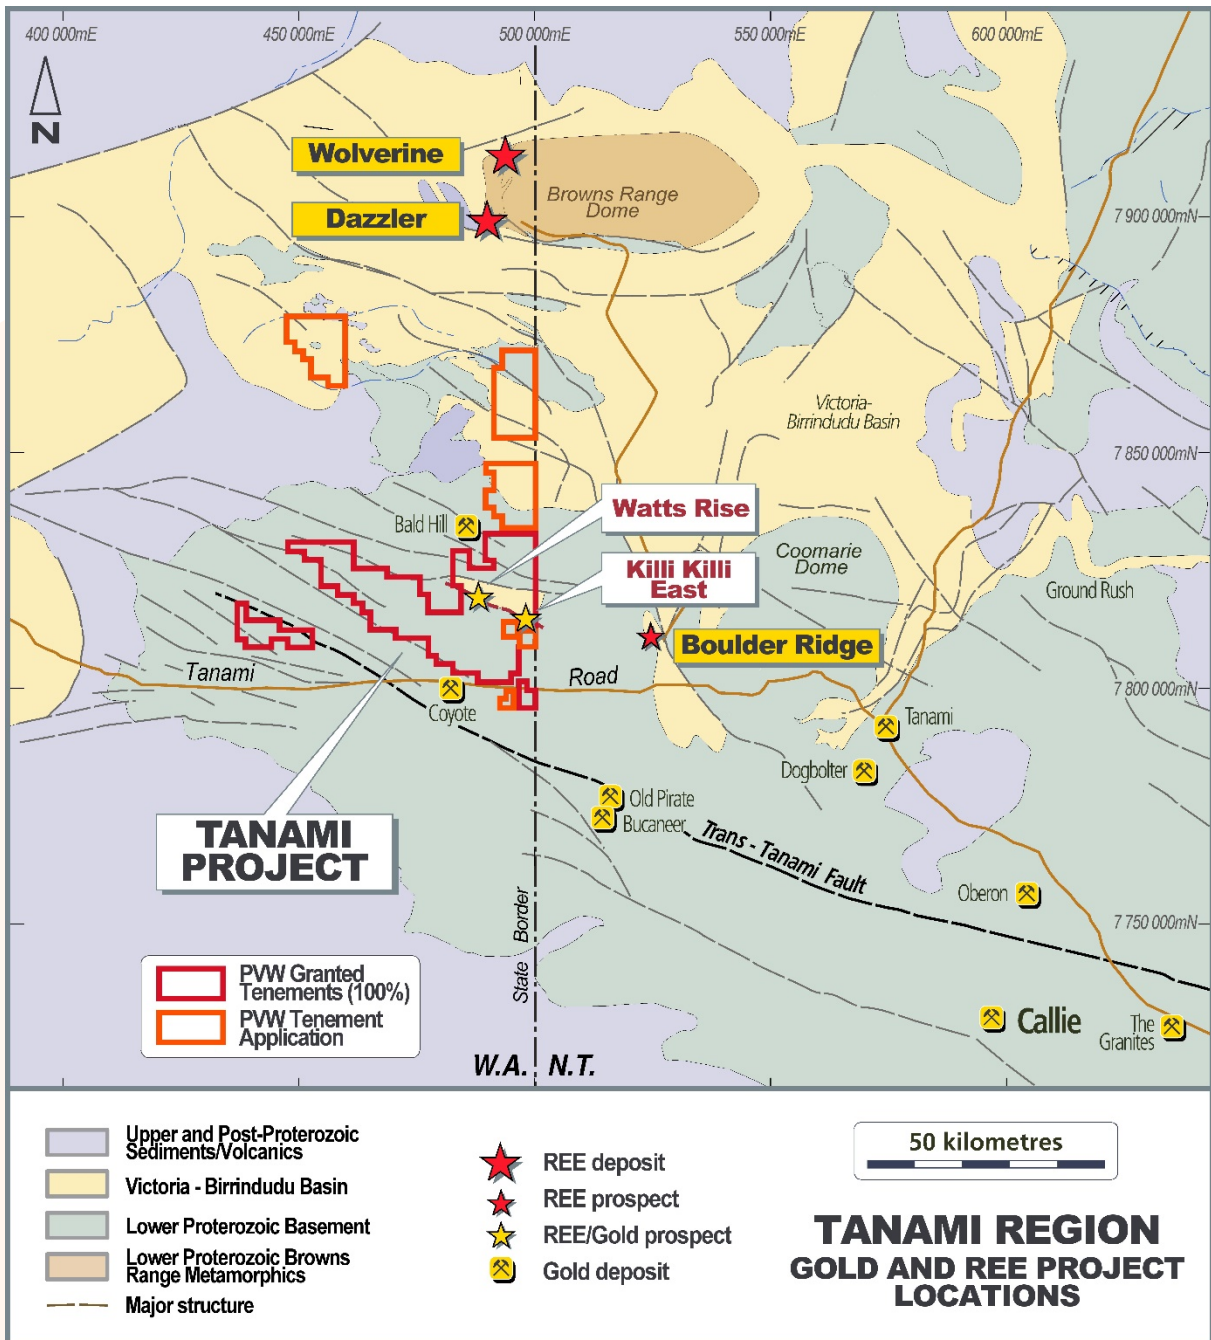 400 000mE
450 000mE
500 000mE
550 000mE
600 000mE
N
Wolverine
Dazzler
Browns Range
Dome
7 900 000mN
Victoria-
Birrindudu Basin
7 850 000mN
Bald Hill
Watts Rise
Coomarie
Dome
Killi Killi
East
Ground Rush
Boulder Ridge
Tanami
Road
7 800 000mN
Coyote
Tanami
Dogbolter
Old Pirate
Bucaneer
TANAMI
PROJECT
Trans - Tanami Fault
Oberon
7 750 000mN
State Border
PVW Granted
Tenements (100%)
PVW Tenement
Application
Callie
The
Granites
W.A.
N.T.
Upper and Post-Proterozoic
Sediments/Volcanics
Victoria - Birrindudu Basin
Lower Proterozoic Basement
Lower Proterozoic Browns
Range Metamorphics
Major structure
REE deposit
REE prospect
REE/Gold prospect
Gold deposit
50 kilometres
TANAMI REGION
GOLD AND REE PROJECT
LOCATIONS